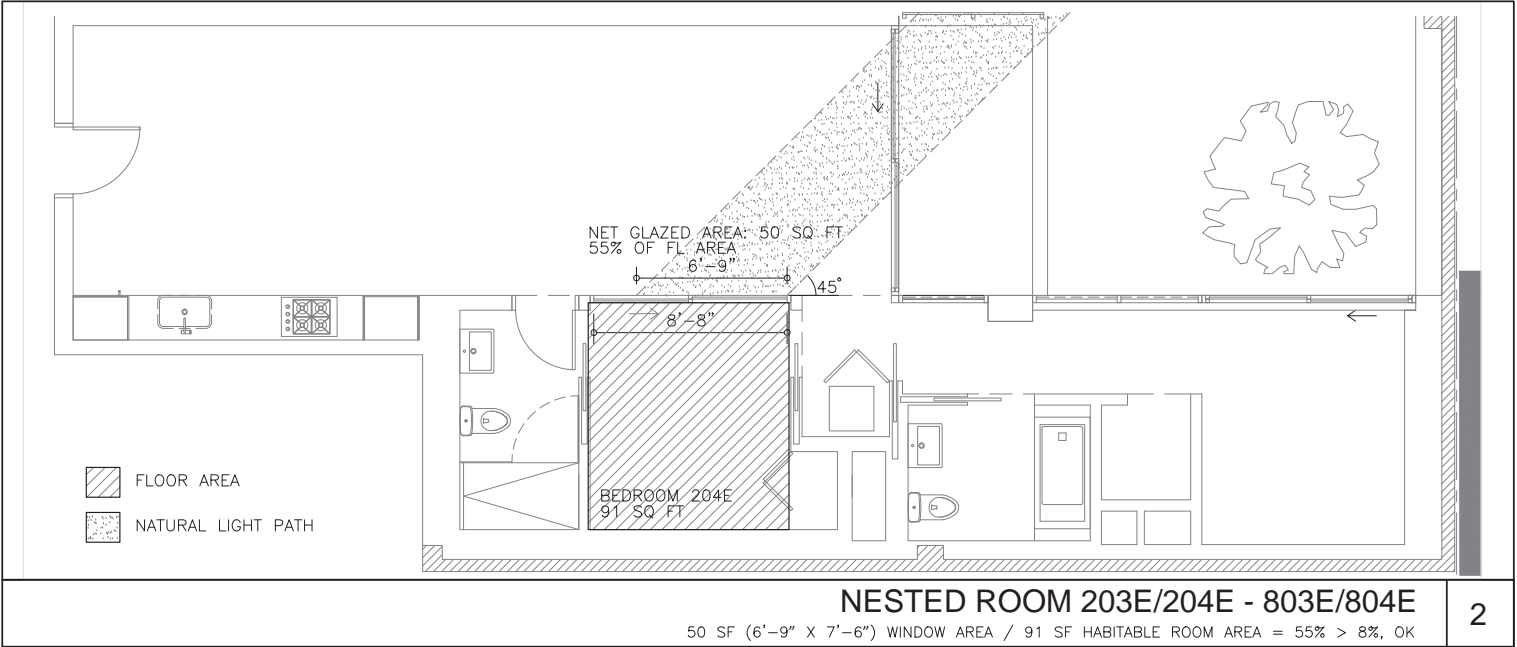 NET GLAZED AREA: 50 SQ FT
55% OF FL AREA
6'-9"
45°
8'-8"
BEDROOM 204E
91 SQ FT
FLOOR AREA
NATURAL LIGHT PATH
NESTED ROOM 203E/204E - 803E/804E
50 SF (6'-9" X 7'-6") WINDOW AREA / 91 SF HABITABLE ROOM AREA = 55% > 8%, OK
2